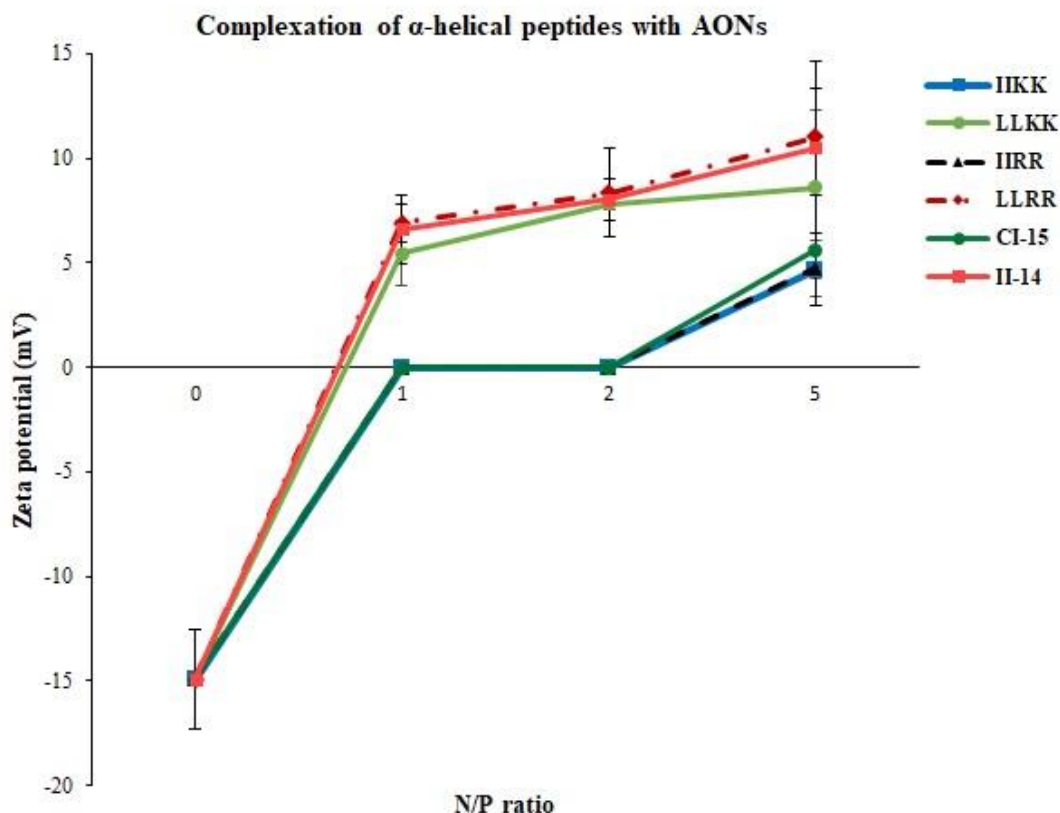 Complexation of α-helical peptides with AONs
15
10
5
0
-5
-10
-15
-20
Zeta potential (mV)
0 1 2 5
N/P ratio
IIKK
LLKK
IIRR
LLRR
CI-15
II-14